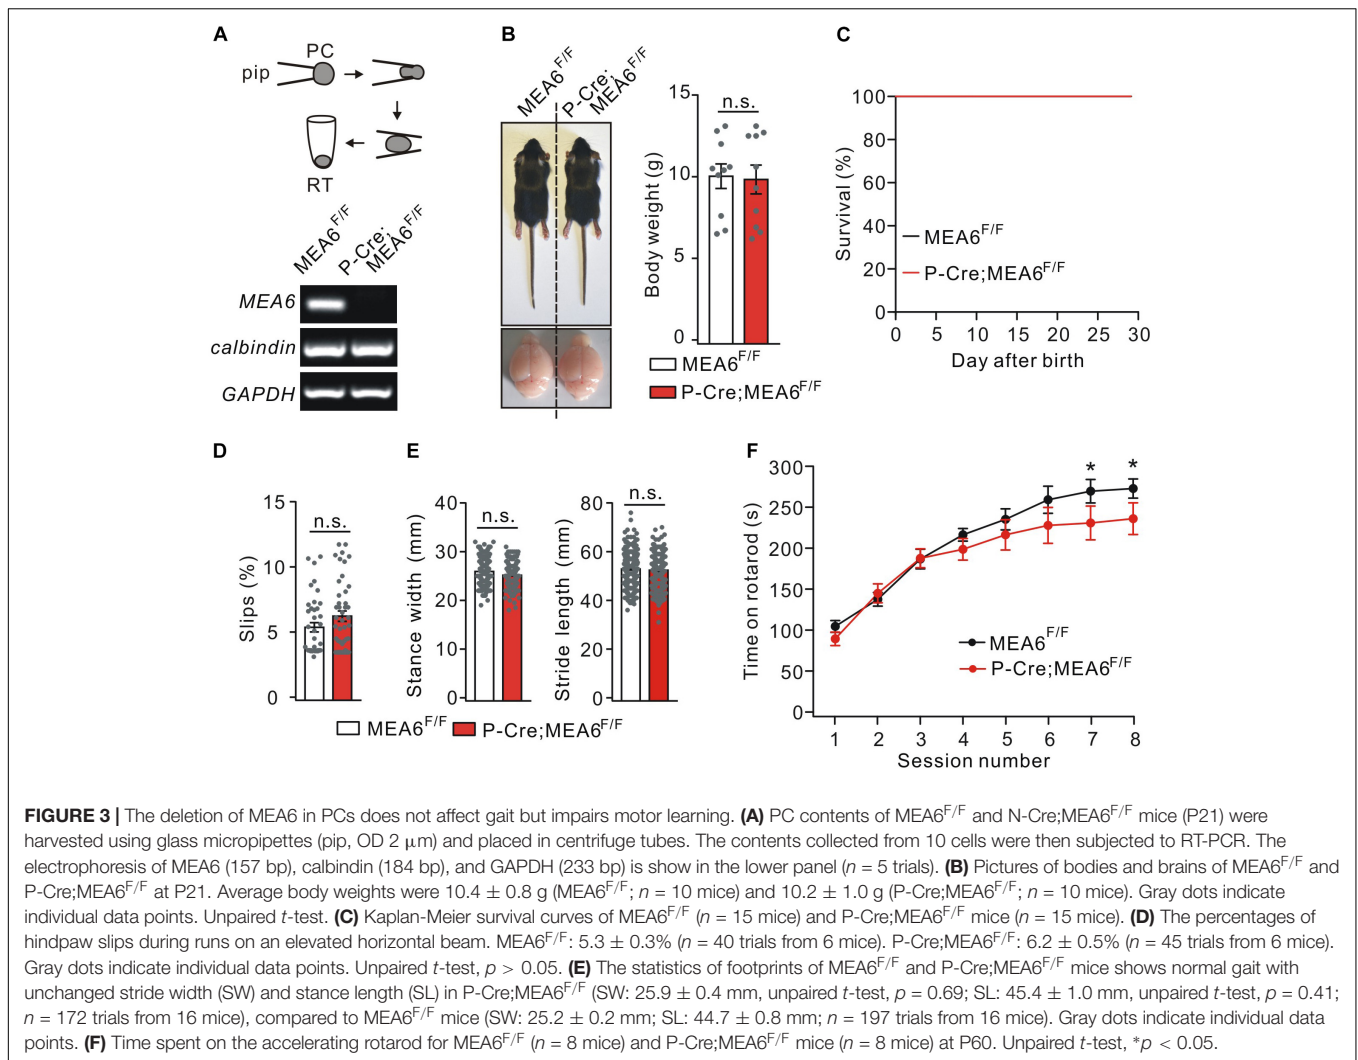 A
PC
pip
RT
MEA6F/F
P-Cre;
MEA6F/F
MEA6
calbindin
GAPDH
B
MEA6F/F
P-Cre;
MEA6F/F
15
10
5
0
Body weight (g)
n.s.
MEA6F/F
P-Cre;MEA6F/F
C
100
80
60
40
20
0
Survival (%)
MEA6F/F
P-Cre;MEA6F/F
0 5 10 15 20 25 30
Day after birth
D
15
10
5
0
Slips (%)
n.s.
E
40
30
20
10
0
Stance width (mm)
n.s.
80
60
40
20
0
Stride length (mm)
n.s.
MEA6F/F P-Cre;MEA6F/F
F
300
250
200
150
100
50
0
Time on rotarod (s)
* *
MEA6F/F
P-Cre;MEA6F/F
1 2 3 4 5 6 7 8
Session number
FIGURE 3 | The deletion of MEA6 in PCs does not affect gait but impairs motor learning. (A) PC contents of MEA6F/F and N-Cre;MEA6F/F mice (P21) were
harvested using glass micropipettes (pip, OD 2 μm) and placed in centrifuge tubes. The contents collected from 10 cells were then subjected to RT-PCR. The
electrophoresis of MEA6 (157 bp), calbindin (184 bp), and GAPDH (233 bp) is show in the lower panel (n = 5 trials). (B) Pictures of bodies and brains of MEA6F/F and
P-Cre;MEA6F/F at P21. Average body weights were 10.4 ± 0.8 g (MEA6F/F; n = 10 mice) and 10.2 ± 1.0 g (P-Cre;MEA6F/F; n = 10 mice). Gray dots indicate
individual data points. Unpaired t-test. (C) Kaplan-Meier survival curves of MEA6F/F (n = 15 mice) and P-Cre;MEA6F/F mice (n = 15 mice). (D) The percentages of
hindpaw slips during runs on an elevated horizontal beam. MEA6F/F: 5.3 ± 0.3% (n = 40 trials from 6 mice). P-Cre;MEA6F/F: 6.2 ± 0.5% (n = 45 trials from 6 mice).
Gray dots indicate individual data points. Unpaired t-test, p > 0.05. (E) The statistics of footprints of MEA6F/F and P-Cre;MEA6F/F mice shows normal gait with
unchanged stride width (SW) and stance length (SL) in P-Cre;MEA6F/F (SW: 25.9 ± 0.4 mm, unpaired t-test, p = 0.69; SL: 45.4 ± 1.0 mm, unpaired t-test, p = 0.41;
n = 172 trials from 16 mice), compared to MEA6F/F mice (SW: 25.2 ± 0.2 mm; SL: 44.7 ± 0.8 mm; n = 197 trials from 16 mice). Gray dots indicate individual data
points. (F) Time spent on the accelerating rotarod for MEA6F/F (n = 8 mice) and P-Cre;MEA6F/F mice (n = 8 mice) at P60. Unpaired t-test, *p < 0.05.